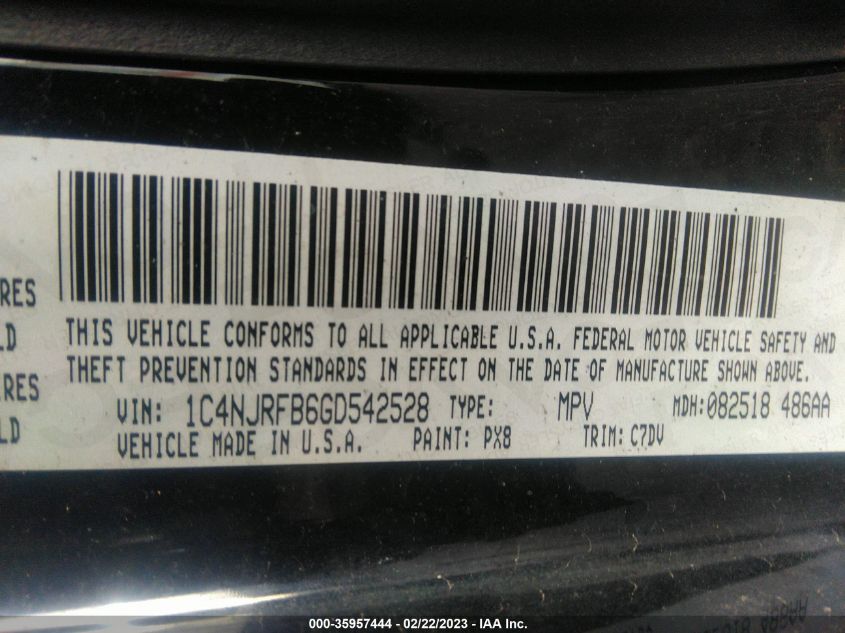 RES
THIS VEHICLE CONFORMS TO ALL APPLICABLE U.S.A. FEDERAL MOTOR VEHICLE SAFETY AND
LD
THEFT PREVENTION STANDARDS IN EFFECT ON THE DATE OF MANUFACTURE SHOWN ABOVE.
RES
VIN: 1C4NJRFB6GD542528 TYPE: MPV MDH:082518 486AA
LD
VEHICLE MADE IN U.S.A. PAINT: PX8 TRIM: C7DV
000-35957444 / 02/22/2023 / IAA Inc.